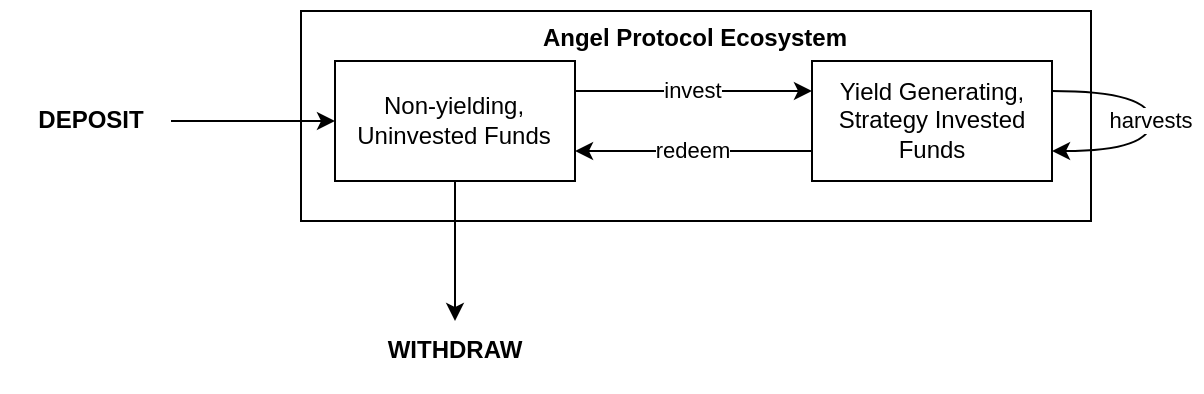 Angel Protocol Ecosystem
DEPOSIT
Non-yielding,
Uninvested Funds
invest
redeem
Yield Generating,
Strategy Invested
Funds
harvests
WITHDRAW